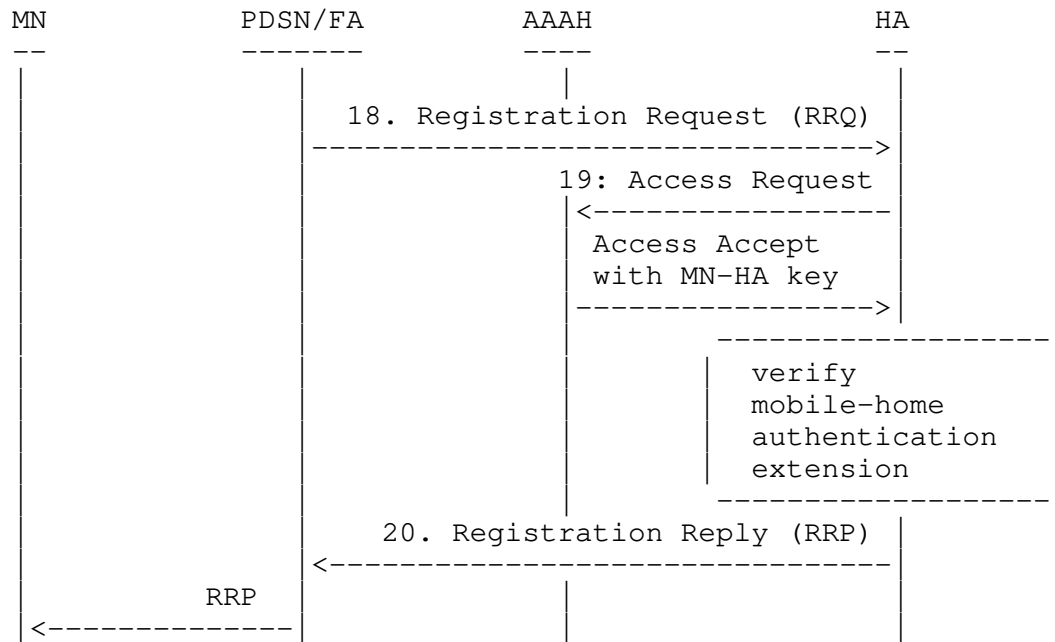 MN PDSN/FA AAAH HA
-- ------- ---- --
18. Registration Request (RRQ)
19: Access Request
Access Accept
with MN-HA key
verify
mobile-home
authentication
extension
20. Registration Reply (RRP)
RRP